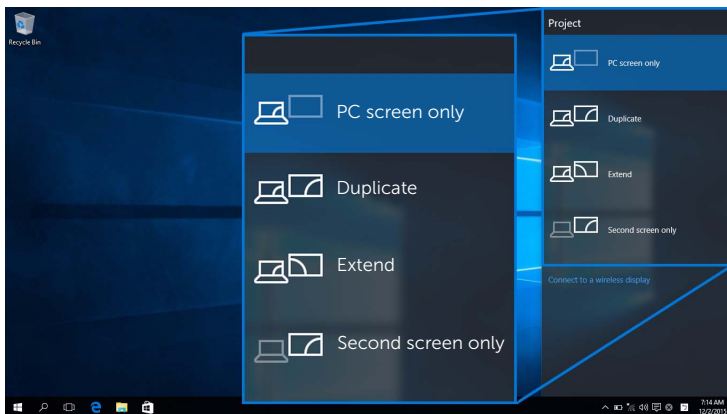 Recycle Bin
PC screen only
Duplicate
Extend
Second screen only
Project
PC screen only
Duplicate
Extend
Second screen only
Connect to a wireless display
7:14 AM